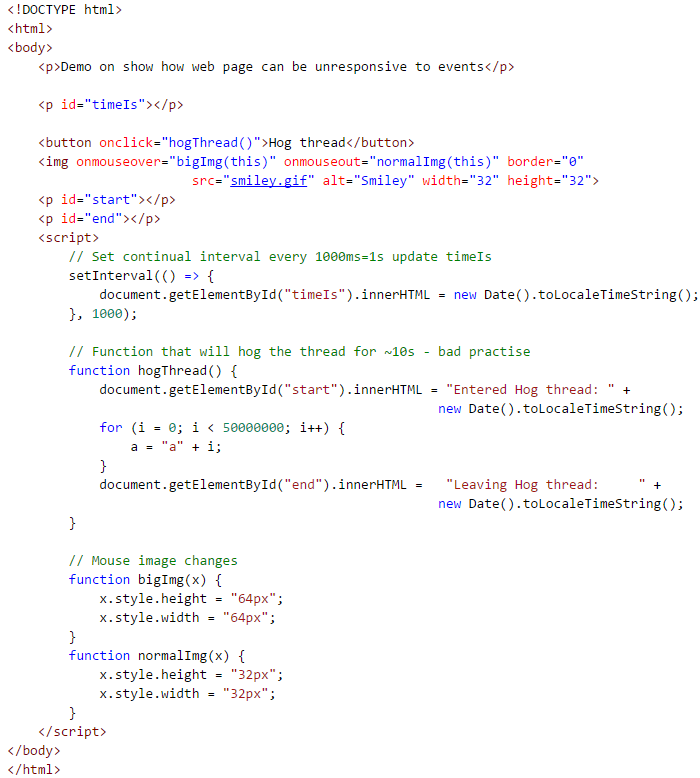 <!DOCTYPE html>
<html>
<body>
    <p>Demo on show how web page can be unresponsive to events</p>

    <p id="timeIs"></p>

    <button onclick="hogThread()">Hog thread</button>
    <img onmouseover="bigImg(this)" onmouseout="normalImg(this)" border="0"
                        src="smiley.gif" alt="Smiley" width="32" height="32">
    <p id="start"></p>
    <p id="end"></p>
    <script>
        // Set continual interval every 1000ms=1s update timeIs
        setInterval(() => {
            document.getElementById("timeIs").innerHTML = new Date().toLocaleTimeString();
        }, 1000);

        // Function that will hog the thread for ~10s - bad practise
        function hogThread() {
            document.getElementById("start").innerHTML = "Entered Hog thread: " +
                                                        new Date().toLocaleTimeString();
            for (i = 0; i < 50000000; i++) {
                a = "a" + i;
            }
            document.getElementById("end").innerHTML =   "Leaving Hog thread:     " +
                                                        new Date().toLocaleTimeString();
        }

        // Mouse image changes
        function bigImg(x) {
            x.style.height = "64px";
            x.style.width = "64px";
        }
        function normalImg(x) {
            x.style.height = "32px";
            x.style.width = "32px";
        }
    </script>
</body>
</html>